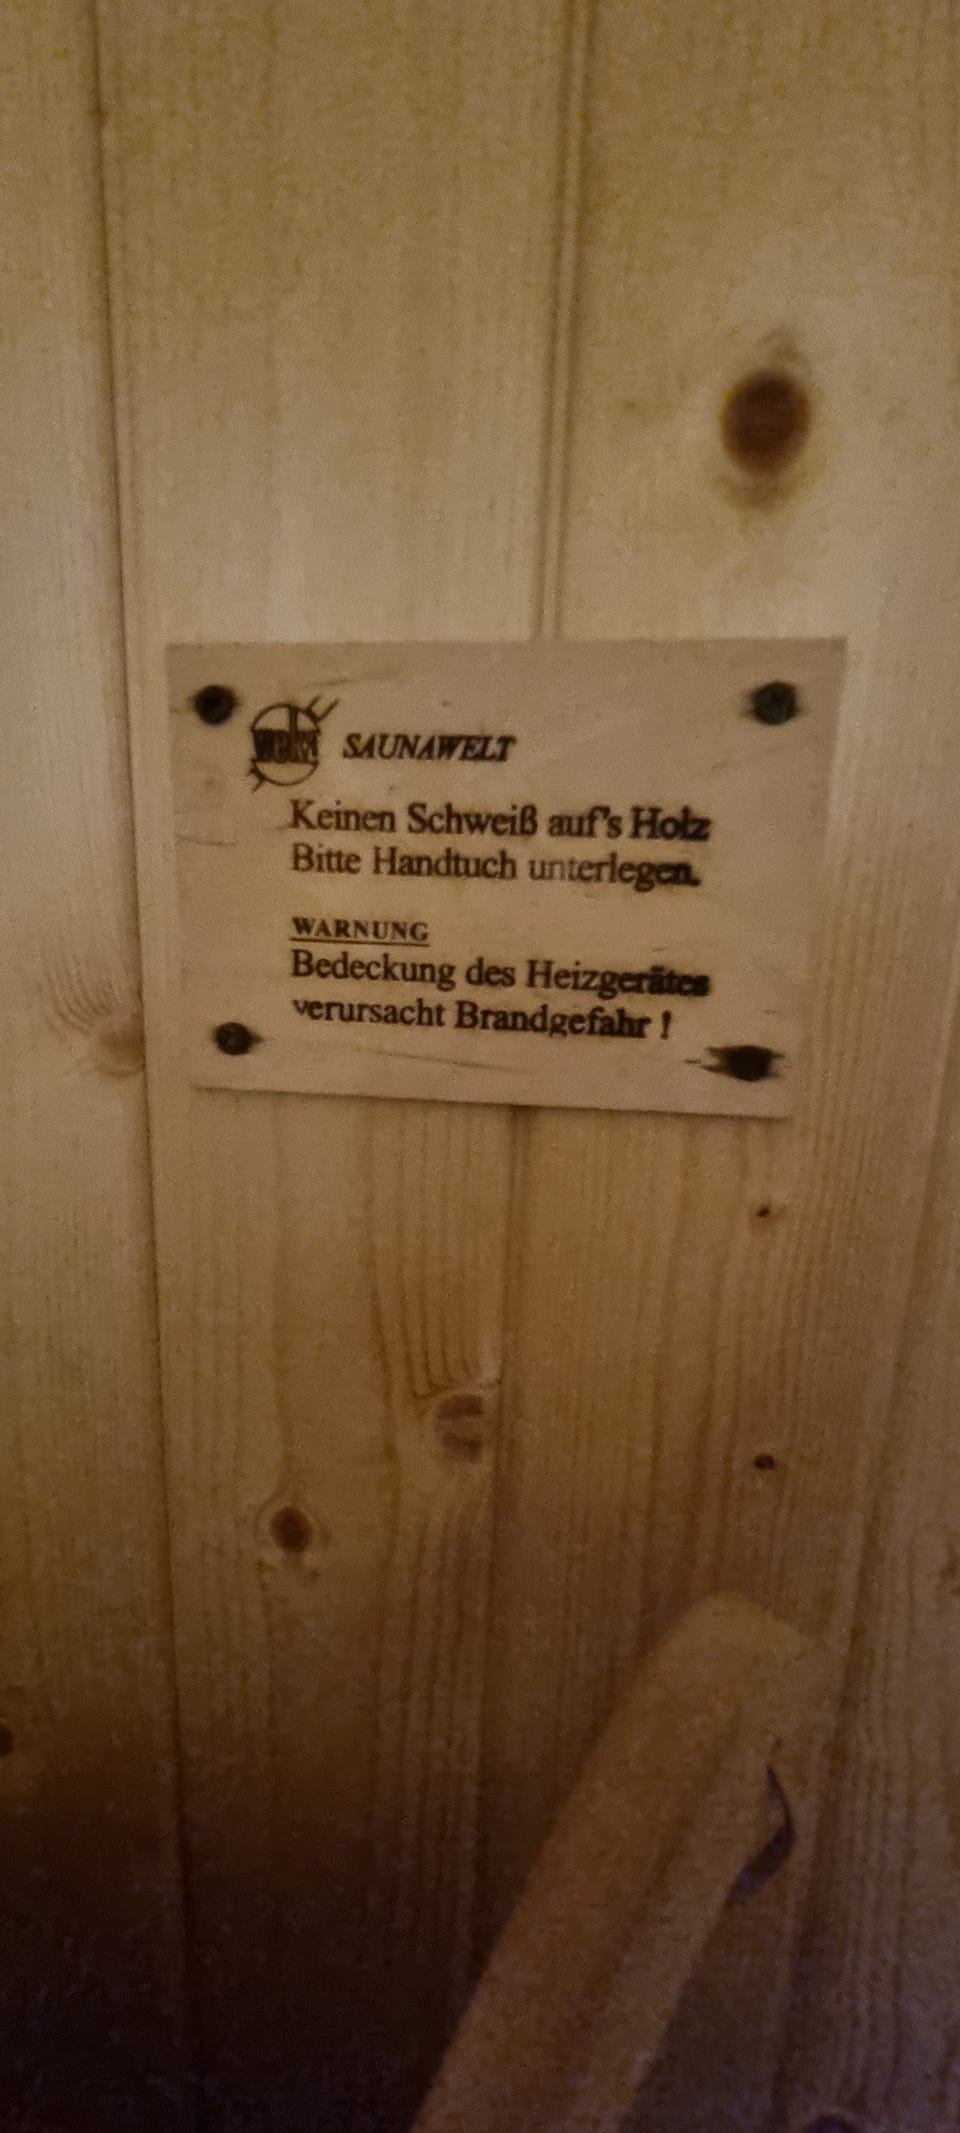 SAUNAWELT
Keinen Schweiß auf's Holz
Bitte Handtuch unterlegen.
WARNUNG
Bedeckung des Heizgerätes
verursacht Brandgefahr !